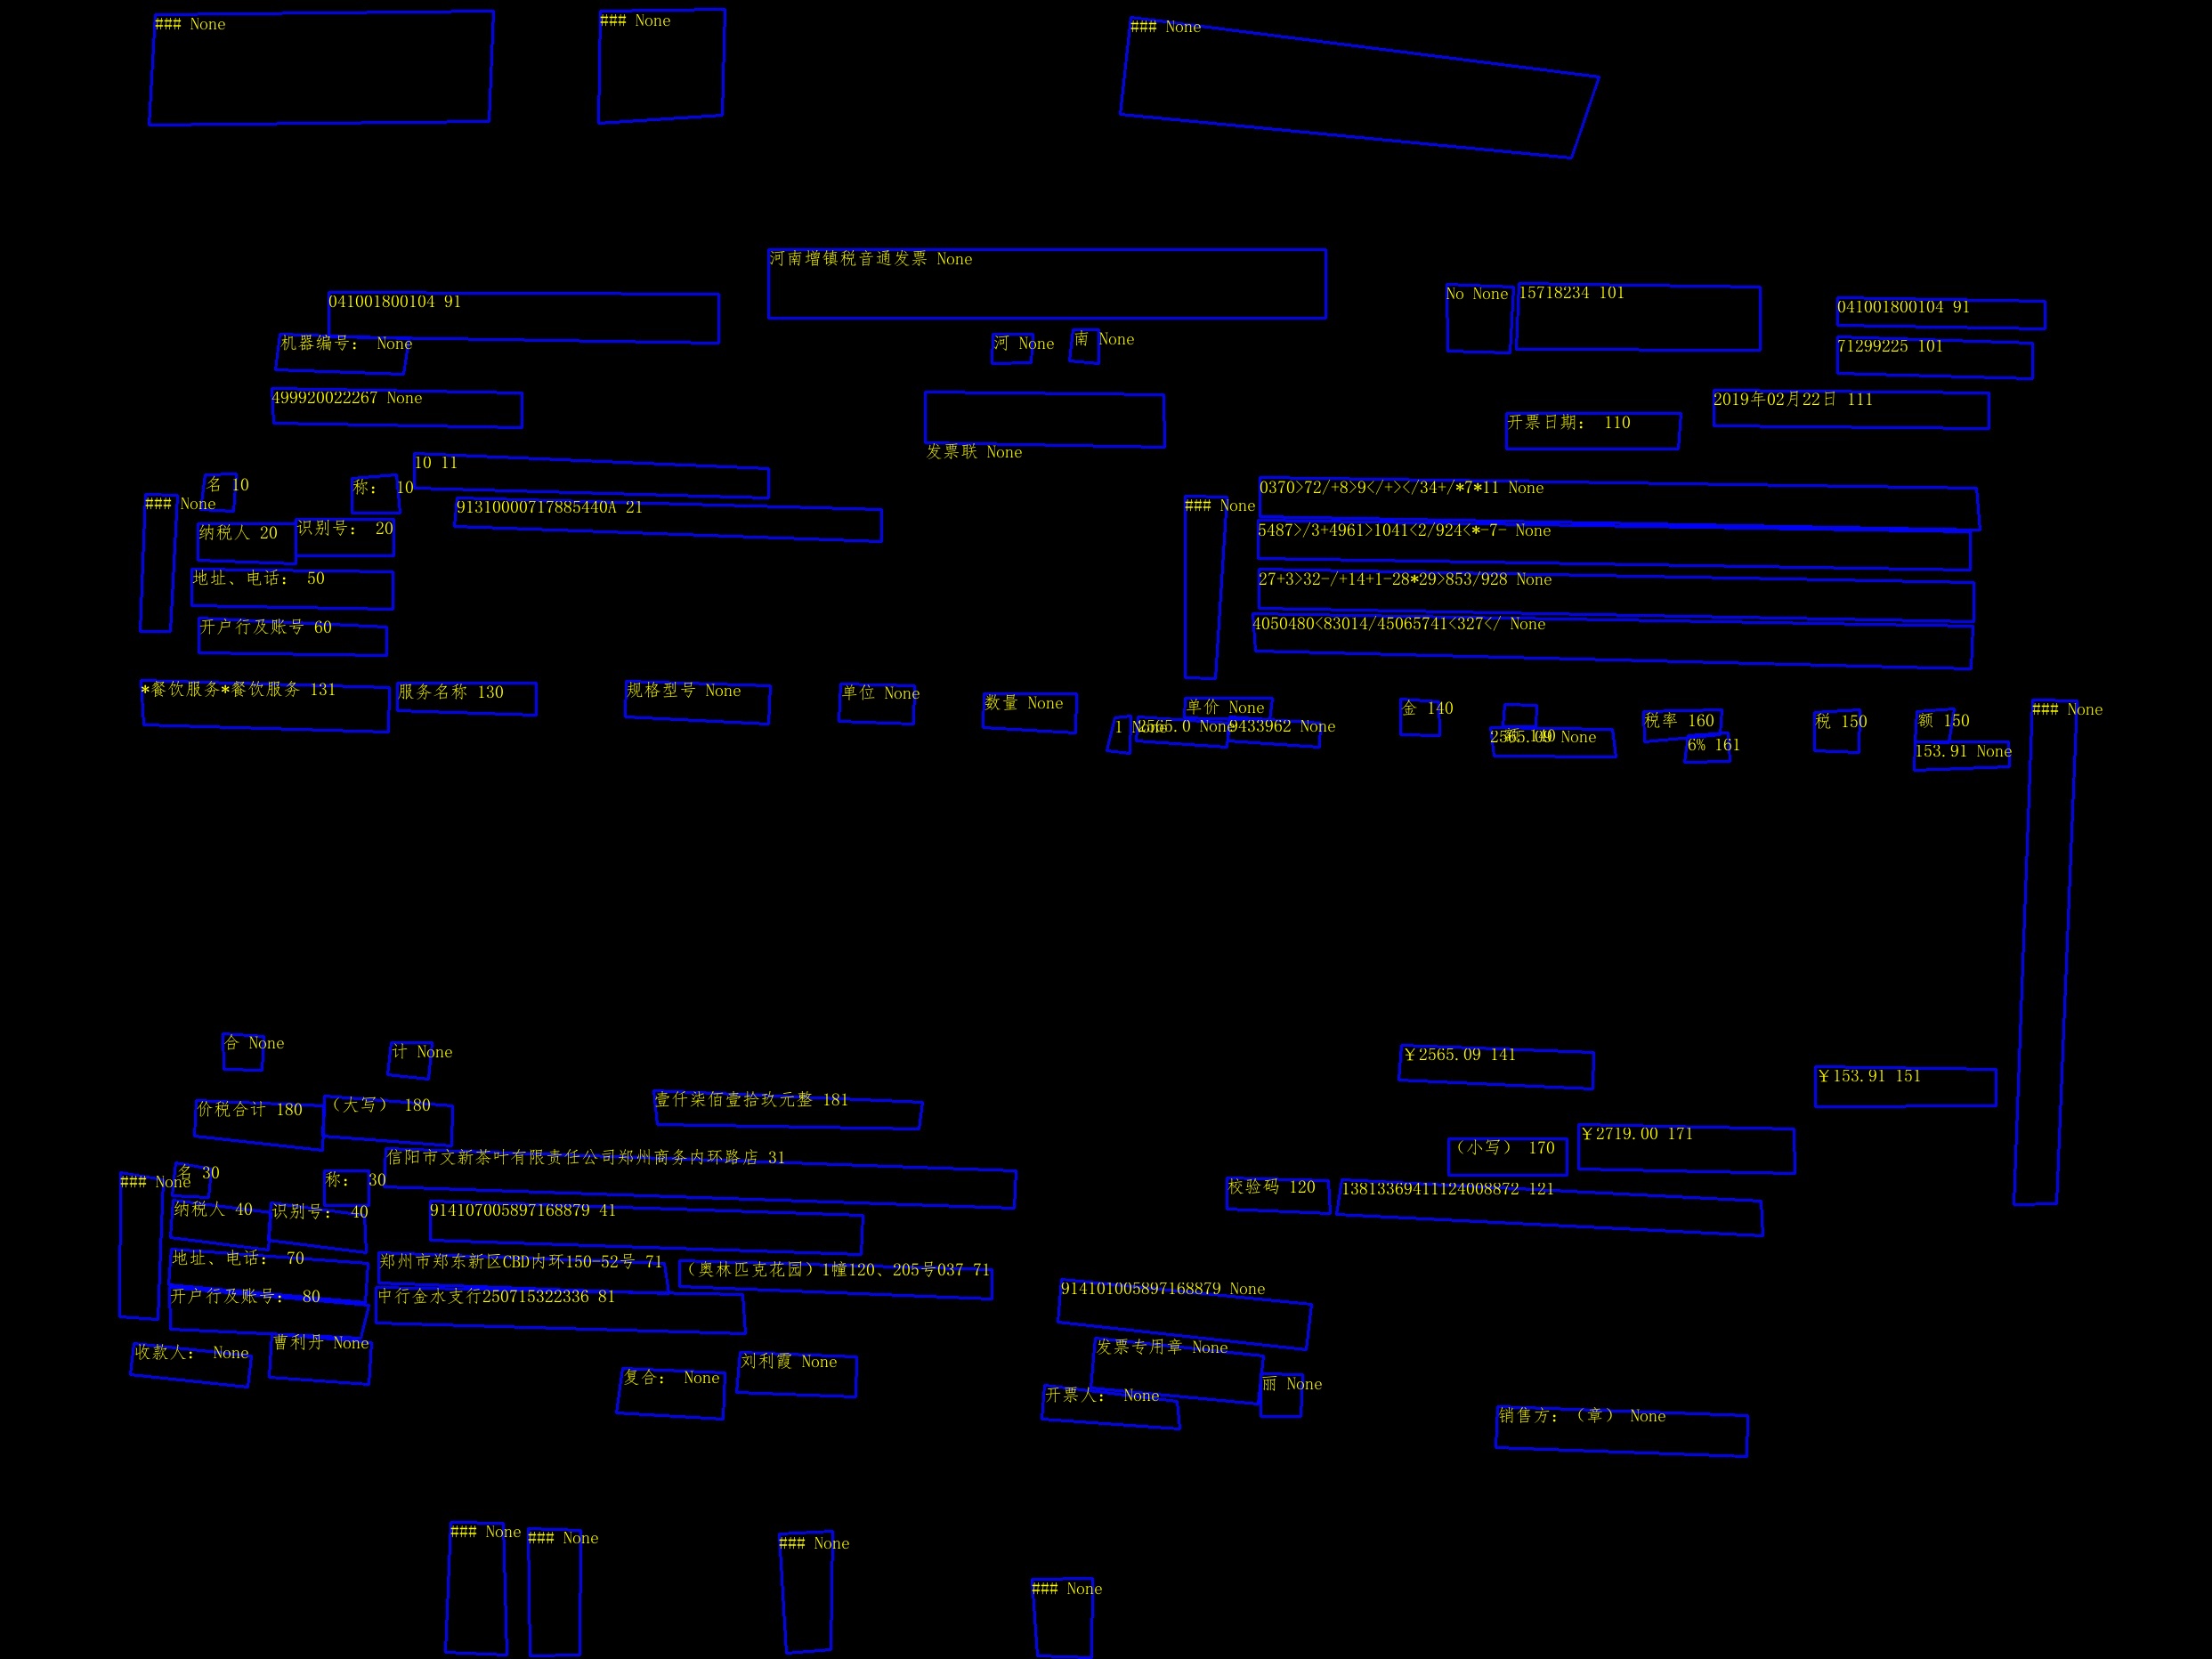 ### None ### None ### None
河南增镇税音通发票 None
041001800104 91 No None 15718234 101 041001800104 91
机器编号： None 河 None 南 None 71299225 101
499920022267 None 2019年02月22日 111
发票联 None 开票日期： 110
名 10 称： 10 10 11
### None 91310000717885440A 21 ### None 0370>72/+8>9</+></34+/*7*11 None
纳税人 20 识别号： 20 5487>/3+4961>1041<2/924<*-7- None
地址、电话： 50 27+3>32-/+14+1-28*29>853/928 None
开户行及账号 60 4050480<83014/45065741<327</ None
*餐饮服务*餐饮服务 131 服务名称 130 规格型号 None 单位 None 数量 None 单价 None 金 140 额 140 税率 160 税 150 额 150 ### None
1 None 2565.0 None 9433962 None 2565.09 None 6% 161 153.91 None
合 None 计 None ￥2565.09 141 ￥153.91 151
价税合计 180 （大写） 180 壹仟柒佰壹拾玖元整 181 （小写） 170 ￥2719.00 171
### None 名 30 称： 30 信阳市文新茶叶有限责任公司郑州商务内环路店 31 校验码 120 13813369411124008872 121
纳税人 40 识别号： 40 914107005897168879 41
地址、电话： 70 郑州市郑东新区CBD内环150-52号 71 （奥林匹克花园）1幢120、205号037 71
开户行及账号： 80 中行金水支行250715322336 81 914101005897168879 None
收款人： None 曹利丹 None 复合： None 刘利霞 None 发票专用章 None
开票人： None 丽 None 销售方：（章） None
### None ### None ### None ### None